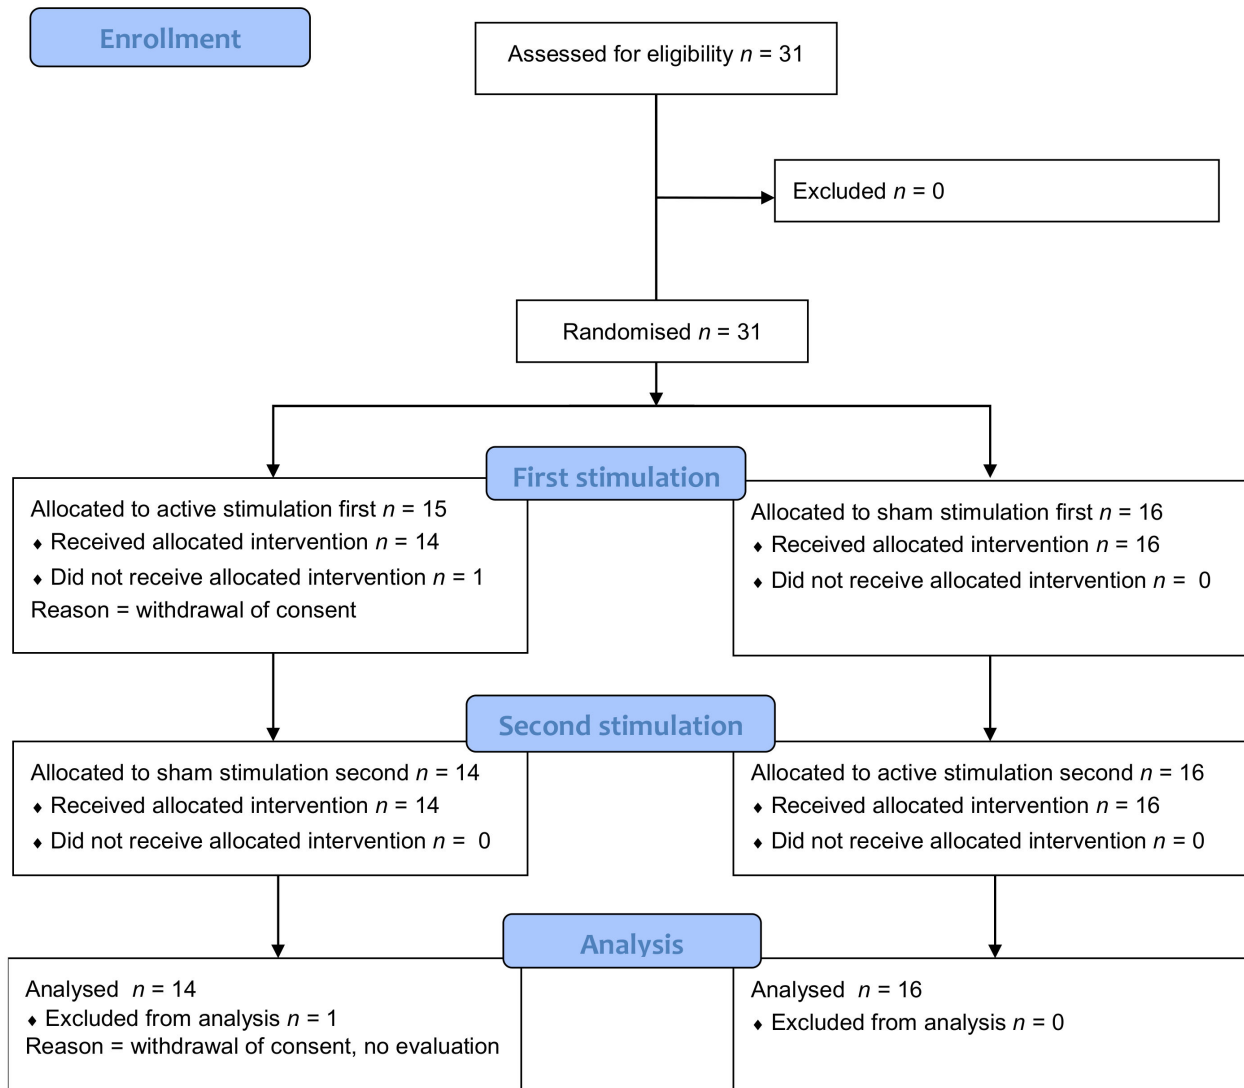 Enrollment
Assessed for eligibility n = 31
Excluded n = 0
Randomised n = 31
First stimulation
Allocated to active stimulation first n = 15
♦ Received allocated intervention n = 14
♦ Did not receive allocated intervention n = 1
Reason = withdrawal of consent
Allocated to sham stimulation first n = 16
♦ Received allocated intervention n = 16
♦ Did not receive allocated intervention n = 0
Second stimulation
Allocated to sham stimulation second n = 14
♦ Received allocated intervention n = 14
♦ Did not receive allocated intervention n = 0
Allocated to active stimulation second n = 16
♦ Received allocated intervention n = 16
♦ Did not receive allocated intervention n = 0
Analysis
Analysed n = 14
♦ Excluded from analysis n = 1
Reason = withdrawal of consent, no evaluation
Analysed n = 16
♦ Excluded from analysis n = 0